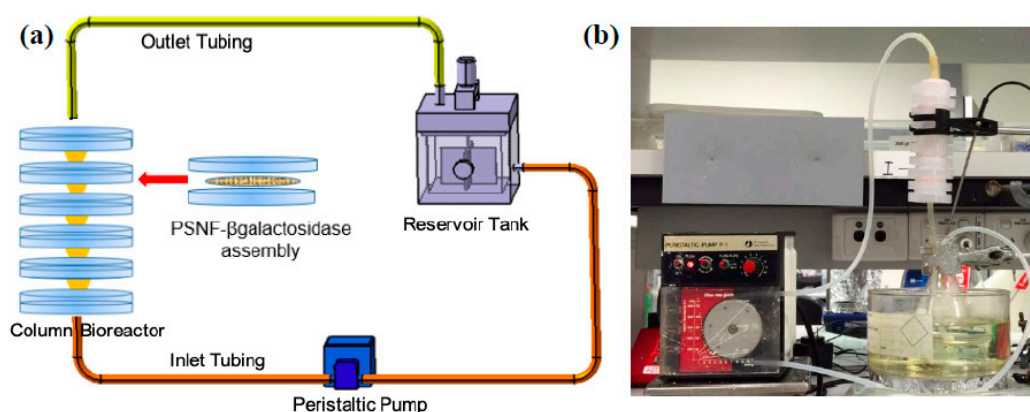 (a)
Outlet Tubing
PSNF-βgalactosidase
assembly
Reservoir Tank
Column Bioreactor
Inlet Tubing
Peristaltic Pump
(b)
PERISTALTIC PUMP P-1